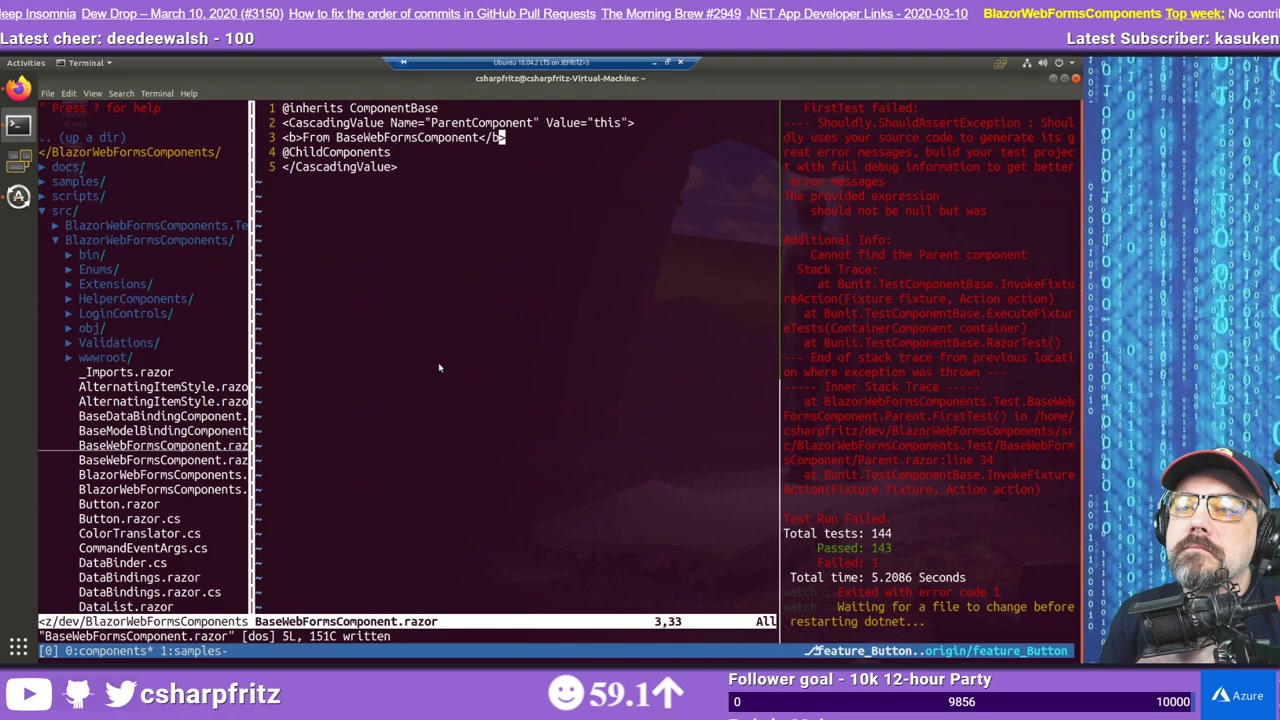 eep Insomnia Dew Drop – March 10, 2020 (#3150) How to fix the order of commits in GitHub Pull Requests The Morning Brew #2949 .NET App Developer Links - 2020-03-10 BlazorWebFormsComponents Top week: No contri
Latest cheer: deedeewalsh - 100
Latest Subscriber: kasuken
Activities Terminal
Ubuntu 18.04.2 LTS on JEFRITZ>3
csharpfritz@csharpfritz-Virtual-Machine: ~
File Edit View Search Terminal Help
" Press ? for help
.. (up a dir)
</BlazorWebFormsComponents/
docs/
samples/
scripts/
src/
BlazorWebFormsComponents.Te
BlazorWebFormsComponents/
bin/
Enums/
Extensions/
HelperComponents/
LoginControls/
obj/
Validations/
wwwroot/
_Imports.razor
AlternatingItemStyle.razo
AlternatingItemStyle.razo
BaseDataBindingComponent.
BaseModelBindingComponent
BaseWebFormsComponent.raz
BaseWebFormsComponent.raz
BlazorWebFormsComponents.
BlazorWebFormsComponents.
Button.razor
Button.razor.cs
ColorTranslator.cs
CommandEventArgs.cs
DataBinder.cs
DataBindings.razor
DataBindings.razor.cs
DataList.razor
1 @inherits ComponentBase
2 <CascadingValue Name="ParentComponent" Value="this">
3 <b>From BaseWebFormsComponent</b>
4 @ChildComponents
5 </CascadingValue>
FirstTest failed:
---- Shouldly.ShouldAssertException : Shoul
dly uses your source code to generate its g
reat error messages, build your test projec
t with full debug information to get better
error messages
The provided expression
should not be null but was
Additional Info:
Cannot find the Parent component
Stack Trace:
at Bunit.TestComponentBase.InvokeFixtu
reAction(Fixture fixture, Action action)
at Bunit.TestComponentBase.ExecuteFixtur
eTests(ContainerComponent container)
at Bunit.TestComponentBase.RazorTest()
--- End of stack trace from previous locati
on where exception was thrown ---
----- Inner Stack Trace -----
at BlazorWebFormsComponents.Test.BaseWeb
FormsComponent.Parent.FirstTest() in /home/
csharpfritz/dev/BlazorWebFormsComponents/sr
c/BlazorWebFormsComponents.Test/BaseWebForm
sComponent/Parent.razor:line 34
at Bunit.TestComponentBase.InvokeFixture
Action(Fixture fixture, Action action)
Test Run Failed.
Total tests: 144
Passed: 143
Failed: 1
Total time: 5.2086 Seconds
watch : Exited with error code 1
watch : Waiting for a file to change before
restarting dotnet...
<z/dev/BlazorWebFormsComponents BaseWebFormsComponent.razor 3,33 All
"BaseWebFormsComponent.razor" [dos] 5L, 151C written
[0] 0:components* 1:samples-
feature_Button..origin/feature_Button
csharpfritz
59.1
Follower goal - 10k 12-hour Party
0 9856 10000
Azure